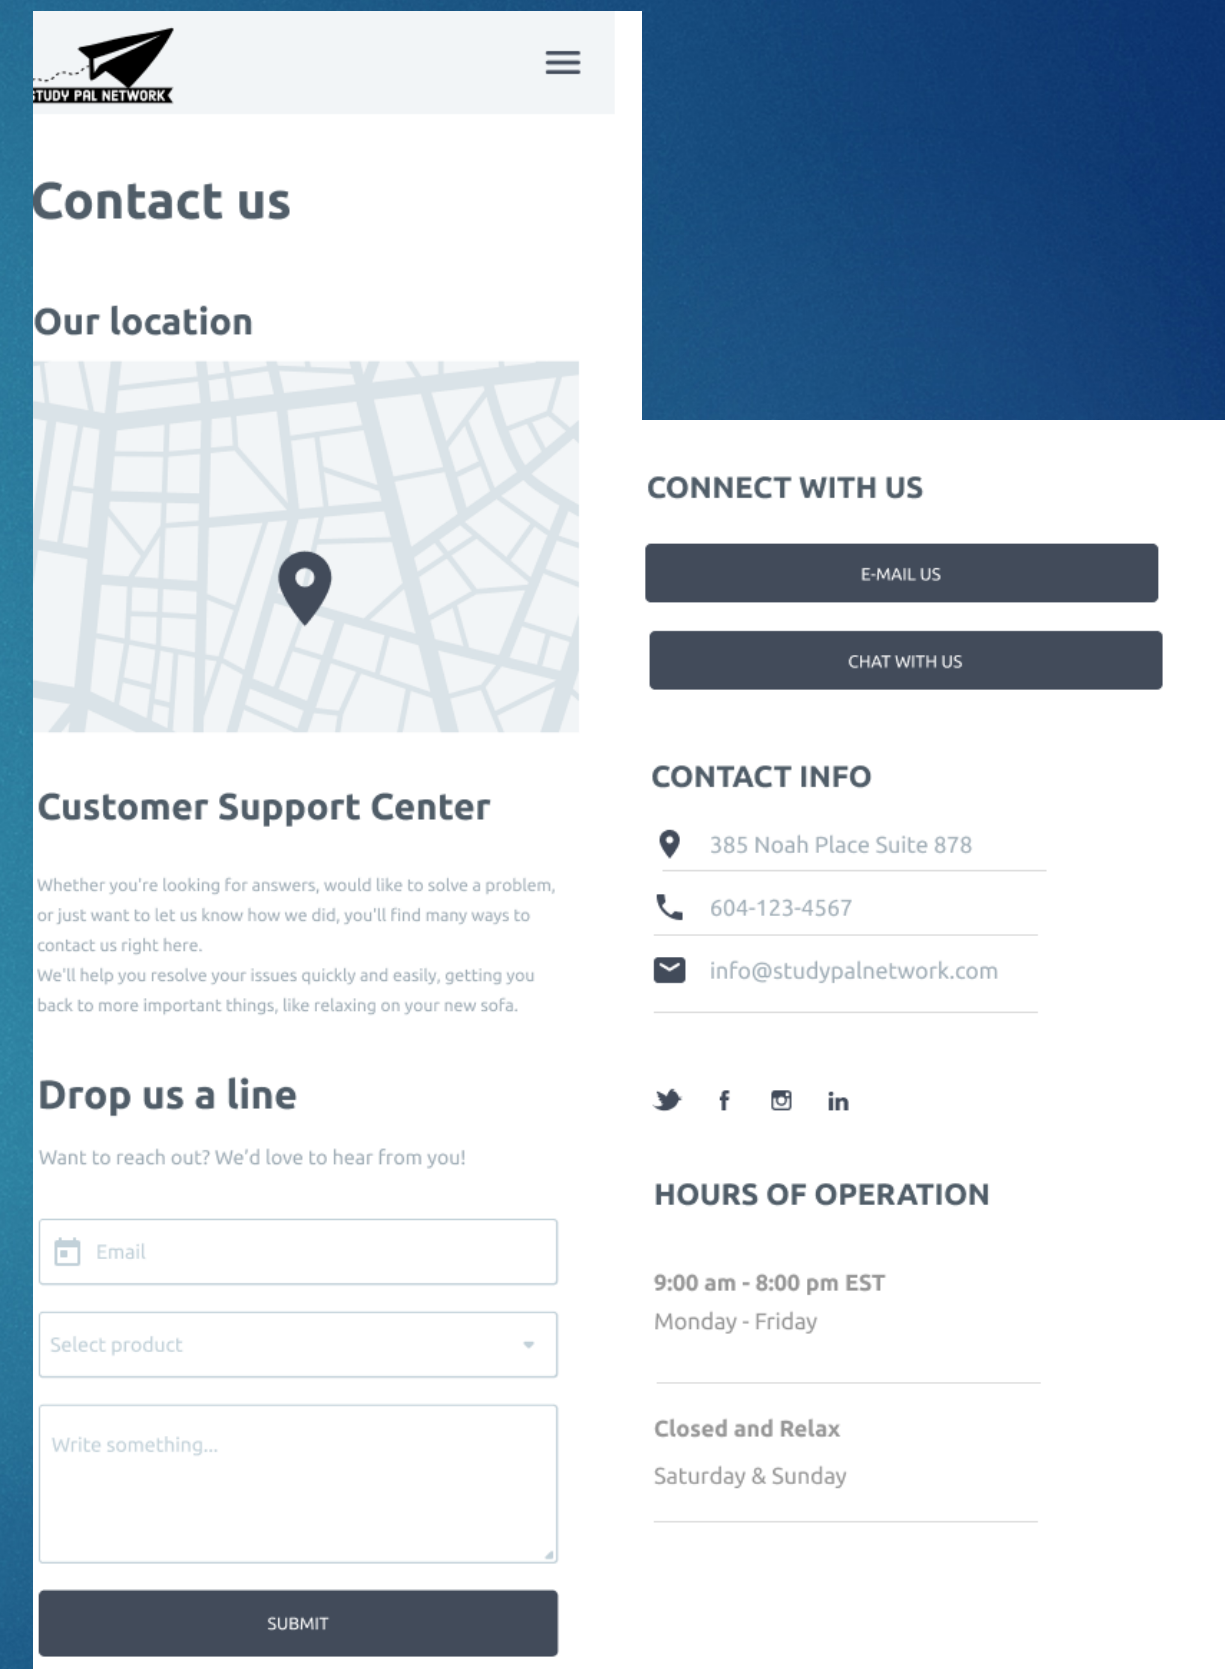 STUDY PAL NETWORK
Contact us
Our location
Customer Support Center
Whether you're looking for answers, would like to solve a problem,
or just want to let us know how we did, you'll find many ways to
contact us right here.
We'll help you resolve your issues quickly and easily, getting you
back to more important things, like relaxing on your new sofa.
Drop us a line
Want to reach out? We'd love to hear from you!
Email
Select product
Write something...
SUBMIT
CONNECT WITH US
E-MAIL US
CHAT WITH US
CONTACT INFO
385 Noah Place Suite 878
604-123-4567
info@studypalnetwork.com
HOURS OF OPERATION
9:00 am - 8:00 pm EST
Monday - Friday
Closed and Relax
Saturday & Sunday